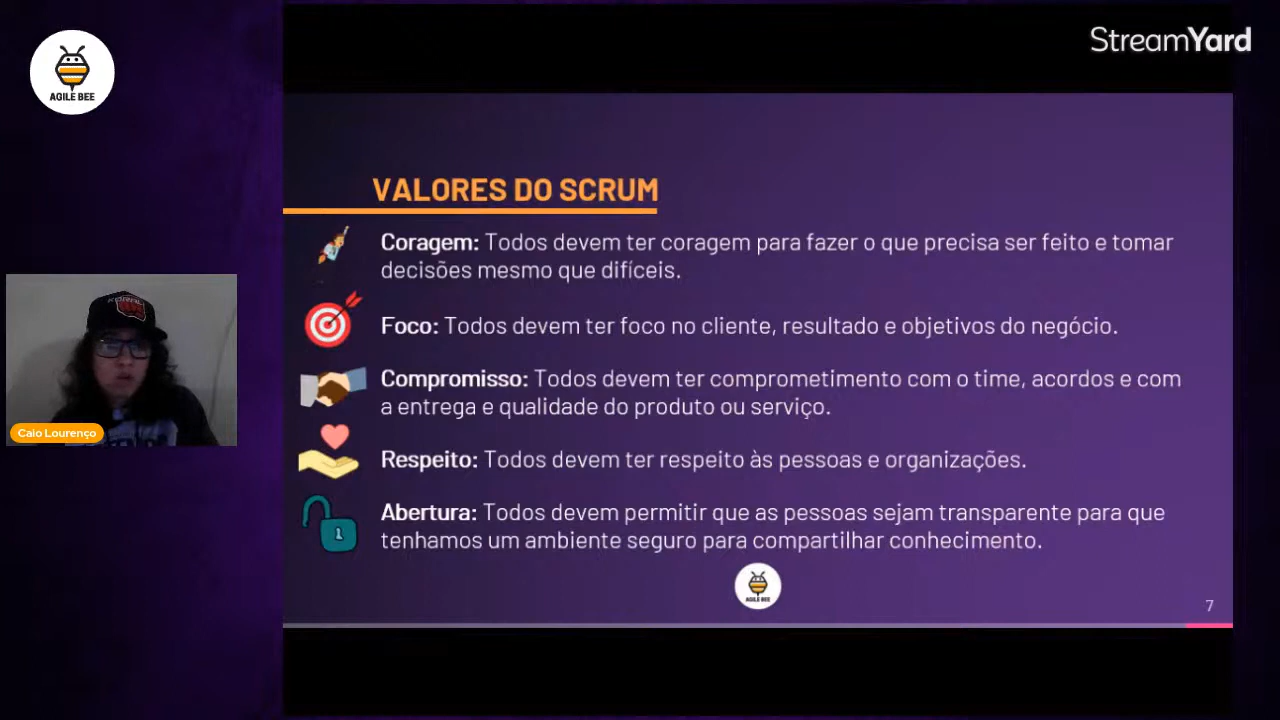 AGILE BEE
StreamYard
VALORES DO SCRUM
Coragem: Todos devem ter coragem para fazer o que precisa ser feito e tomar
decisões mesmo que difíceis.
Foco: Todos devem ter foco no cliente, resultado e objetivos do negócio.
Compromisso: Todos devem ter comprometimento com o time, acordos e com
a entrega e qualidade do produto ou serviço.
Caio Lourenço
Respeito: Todos devem ter respeito às pessoas e organizações.
Abertura: Todos devem permitir que as pessoas sejam transparente para que
tenhamos um ambiente seguro para compartilhar conhecimento.
AGILE BEE
7